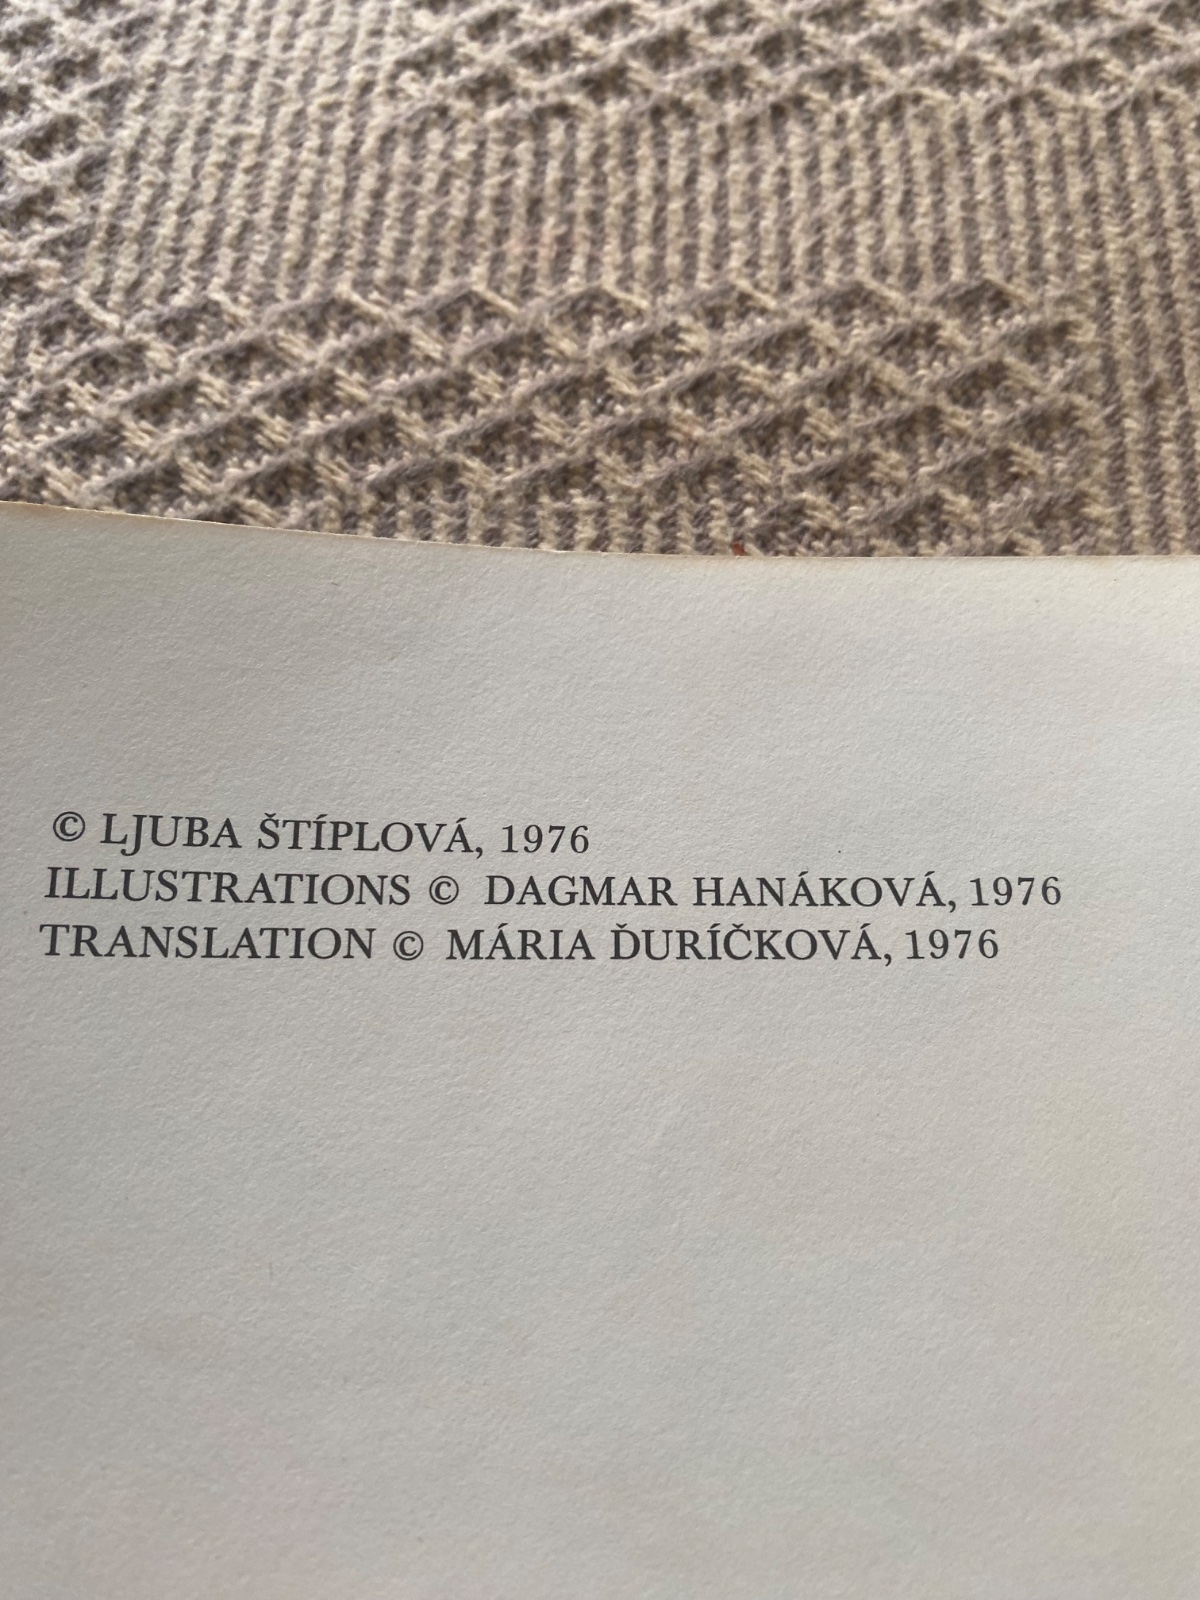 © LJUBA ŠTÍPLOVÁ, 1976
ILLUSTRATIONS © DAGMAR HANÁKOVÁ, 1976
TRANSLATION © MÁRIA ĎURÍČKOVÁ, 1976